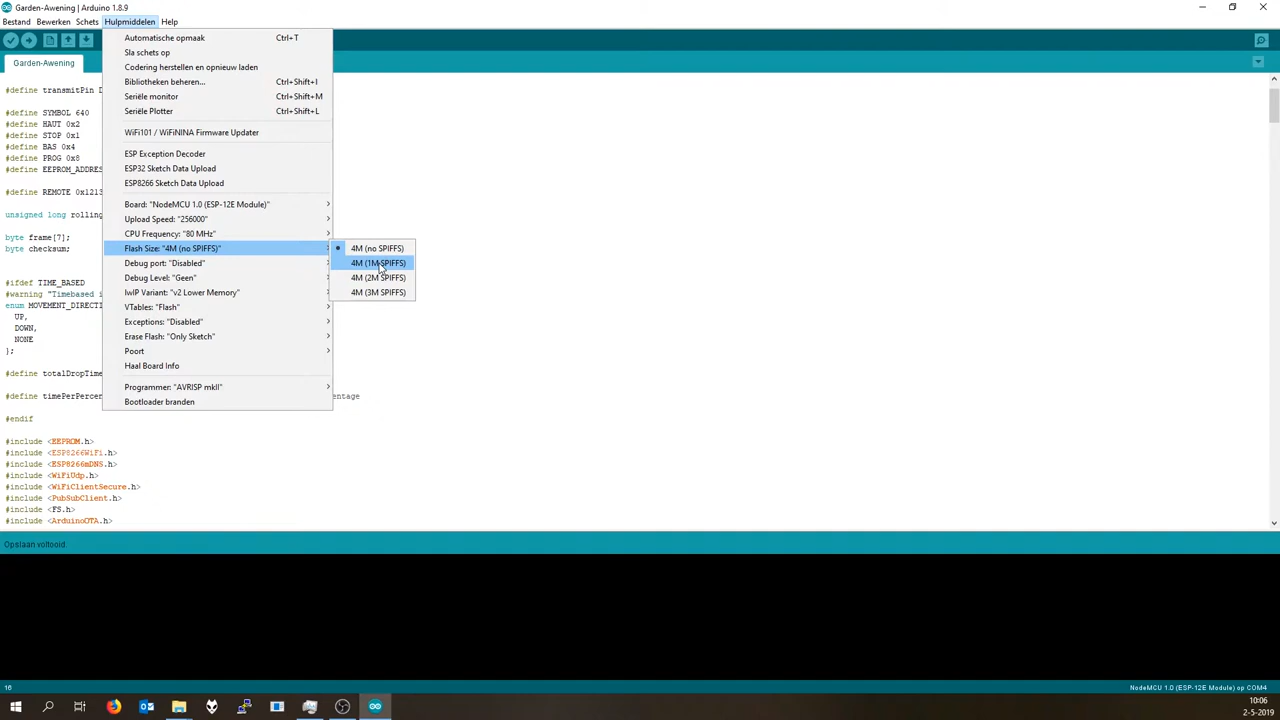 Garden-Awening | Arduino 1.8.9
Bestand Bewerken Schets Hulpmiddelen Help
Garden-Awening
Automatische opmaak Ctrl+T
Sla schets op
Codering herstellen en opnieuw laden
Bibliotheken beheren... Ctrl+Shift+I
Seriële monitor Ctrl+Shift+M
Seriële Plotter Ctrl+Shift+L
WiFi101 / WiFiNINA Firmware Updater
ESP Exception Decoder
ESP32 Sketch Data Upload
ESP8266 Sketch Data Upload
Board: "NodeMCU 1.0 (ESP-12E Module)"
Upload Speed: "256000"
CPU Frequency: "80 MHz"
Flash Size: "4M (no SPIFFS)"
Debug port: "Disabled"
Debug Level: "Geen"
IwIP Variant: "v2 Lower Memory"
VTables: "Flash"
Exceptions: "Disabled"
Erase Flash: "Only Sketch"
Poort
Haal Board Info
Programmer: "AVRISP mkII"
Bootloader branden
4M (no SPIFFS)
4M (1M SPIFFS)
4M (2M SPIFFS)
4M (3M SPIFFS)
#define transmitPin D
#define SYMBOL 640
#define HAUT 0x2
#define STOP 0x1
#define BAS 0x4
#define PROG 0x8
#define EEPROM_ADDRE
#define REMOTE 0x1213
unsigned long rolling
byte frame[7];
byte checksum;
#ifdef TIME_BASED
#warning "Timebased i
enum MOVEMENT_DIRECTI
UP,
DOWN,
NONE
};
#define totalDropTime
#define timePerPercen entage
#endif
#include <EEPROM.h>
#include <ESP8266WiFi.h>
#include <ESP8266mDNS.h>
#include <WiFiUdp.h>
#include <WiFiClientSecure.h>
#include <PubSubClient.h>
#include <FS.h>
#include <ArduinoOTA.h>
Opslaan voltooid.
16 NodeMCU 1.0 (ESP-12E Module) op COM4
10:06
2-5-2019